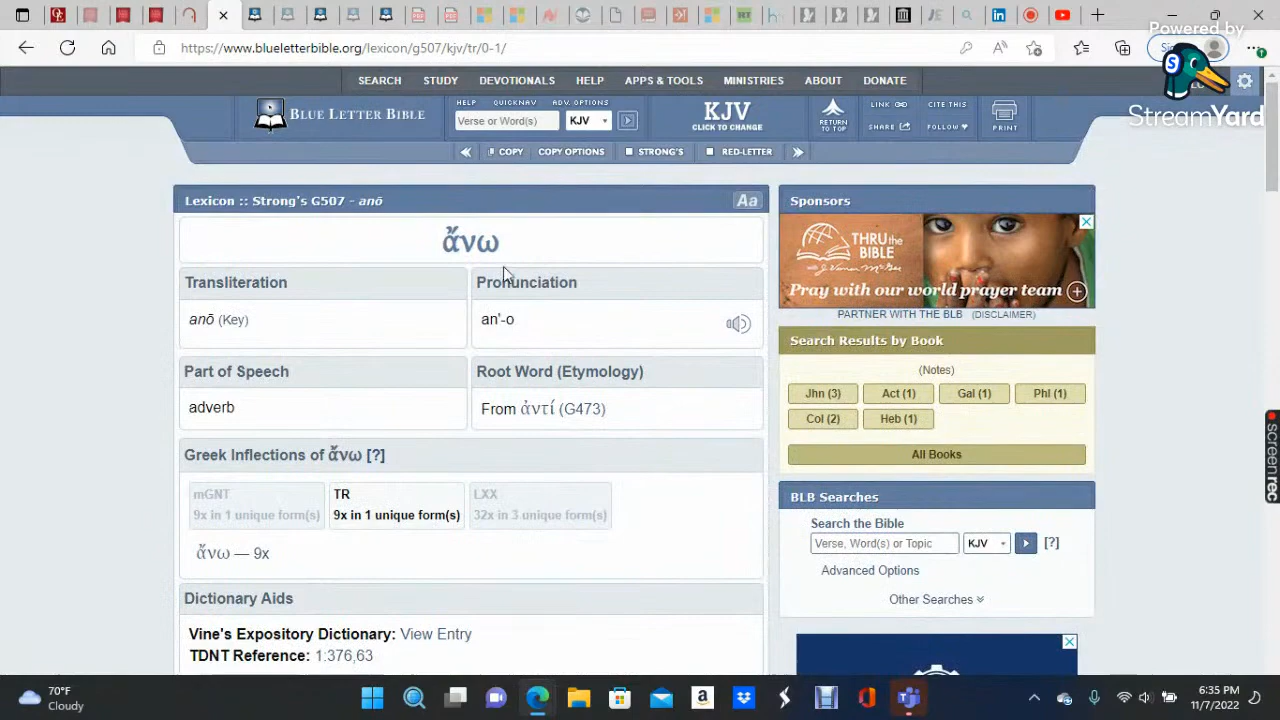 https://www.blueletterbible.org/lexicon/g507/kjv/tr/0-1/
Powered by
StreamYard
SEARCH STUDY DEVOTIONALS HELP APPS & TOOLS MINISTRIES ABOUT DONATE
BLUE LETTER BIBLE
HELP QUICKNAV ADV. OPTIONS
Verse or Word(s) KJV
KJV
CLICK TO CHANGE
RETURN
TO TOP
LINK CITE THIS
SHARE FOLLOW
PRINT
COPY COPY OPTIONS STRONG'S RED-LETTER
Lexicon :: Strong's G507 - anō
Aa
ἄνω
Transliteration
Pronunciation
anō (Key)
an'-o
Part of Speech
Root Word (Etymology)
adverb
From ἀντί (G473)
Greek Inflections of ἄνω [?]
mGNT
9x in 1 unique form(s)
TR
9x in 1 unique form(s)
LXX
32x in 3 unique form(s)
ἄνω — 9x
Dictionary Aids
Vine's Expository Dictionary: View Entry
TDNT Reference: 1:376,63
Sponsors
THRU the
BIBLE
with J. Vernon McGee
Pray with our world prayer team
PARTNER WITH THE BLB (DISCLAIMER)
Search Results by Book
(Notes)
Jhn (3) Act (1) Gal (1) Phl (1)
Col (2) Heb (1)
All Books
BLB Searches
Search the Bible
Verse, Word(s) or Topic KJV [?]
Advanced Options
Other Searches
screenrec
70°F
Cloudy
6:35 PM
11/7/2022